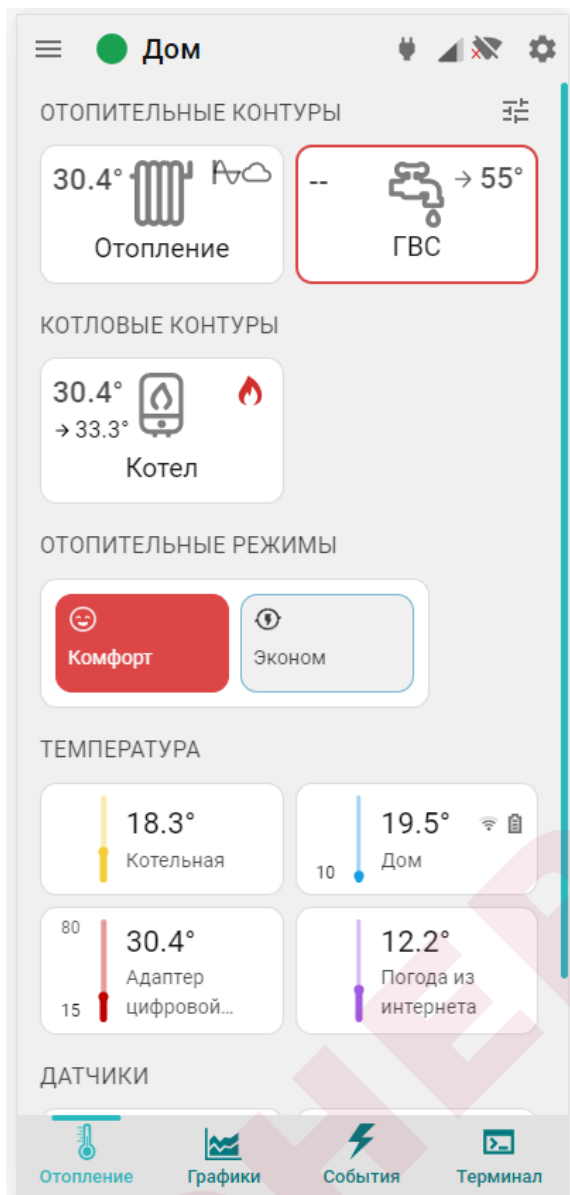 Дом
ОТОПИТЕЛЬНЫЕ КОНТУРЫ
30.4°
Отопление
--
→ 55°
ГВС
КОТЛОВЫЕ КОНТУРЫ
30.4°
→ 33.3°
Котел
ОТОПИТЕЛЬНЫЕ РЕЖИМЫ
Комфорт
Эконом
ТЕМПЕРАТУРА
18.3°
Котельная
19.5°
10
Дом
80
30.4°
15
Адаптер
цифровой...
12.2°
Погода из
интернета
ДАТЧИКИ
Отопление
Графики
События
Терминал